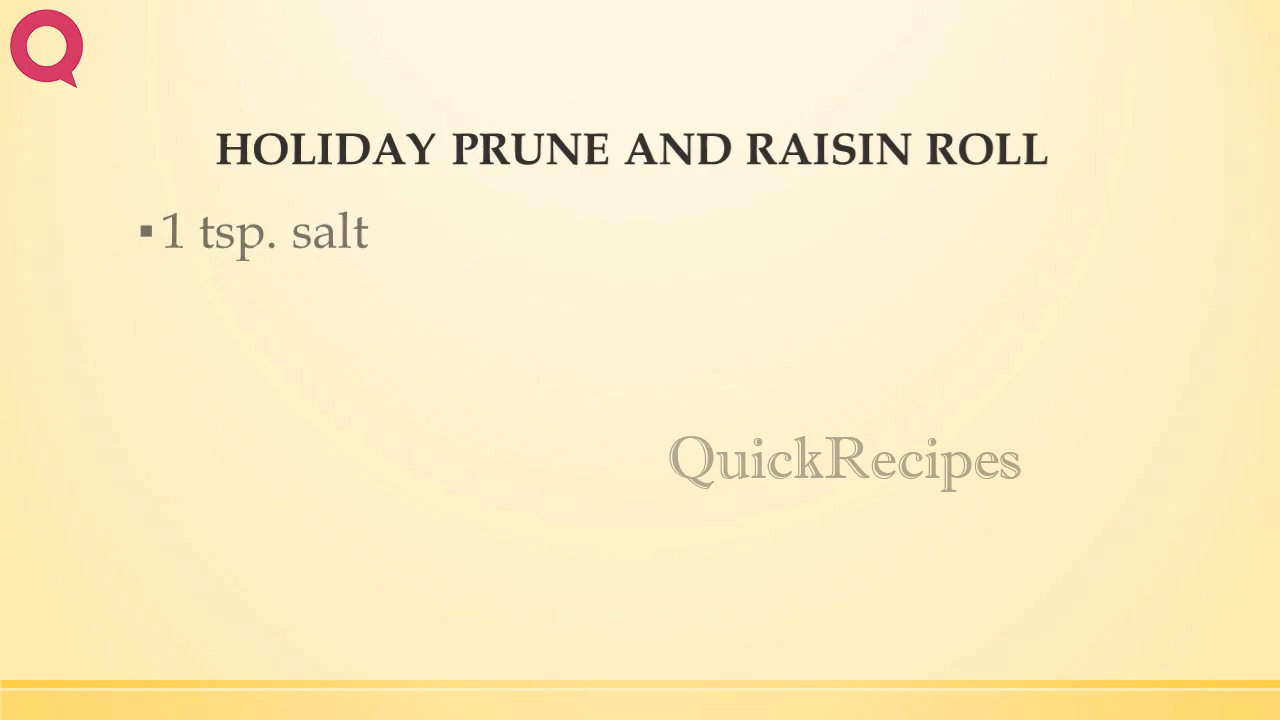 HOLIDAY PRUNE AND RAISIN ROLL
▪1 tsp. salt
QuickRecipes